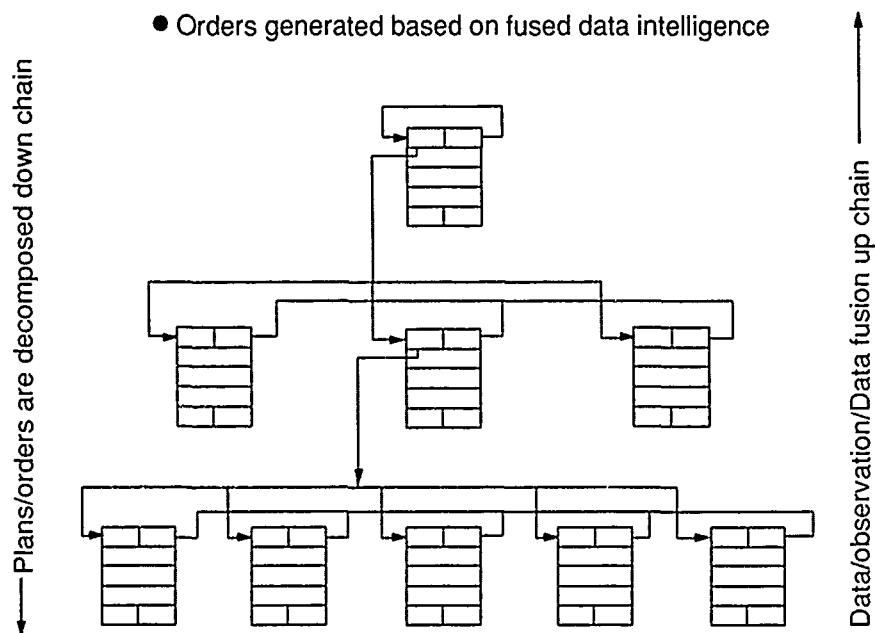 ● Orders generated based on fused data intelligence
Plans/orders are decomposed down chain
Data/observation/Data fusion up chain